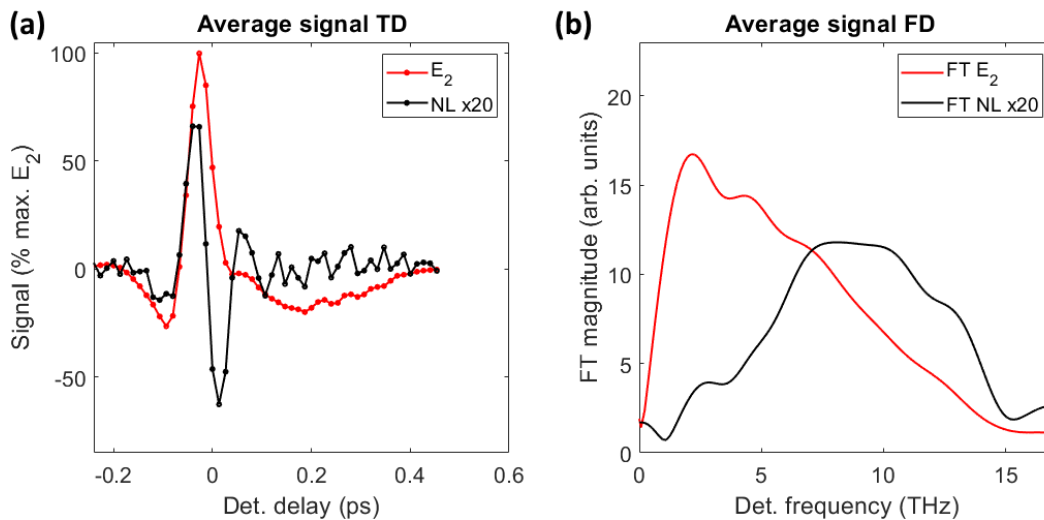 (a)
Average signal TD
100
50
0
-50
-0.2
0
0.2
0.4
0.6
Signal (% max. E2)
Det. delay (ps)
E2
NL x20
(b)
Average signal FD
20
15
10
5
0
0
5
10
15
FT magnitude (arb. units)
Det. frequency (THz)
FT E2
FT NL x20